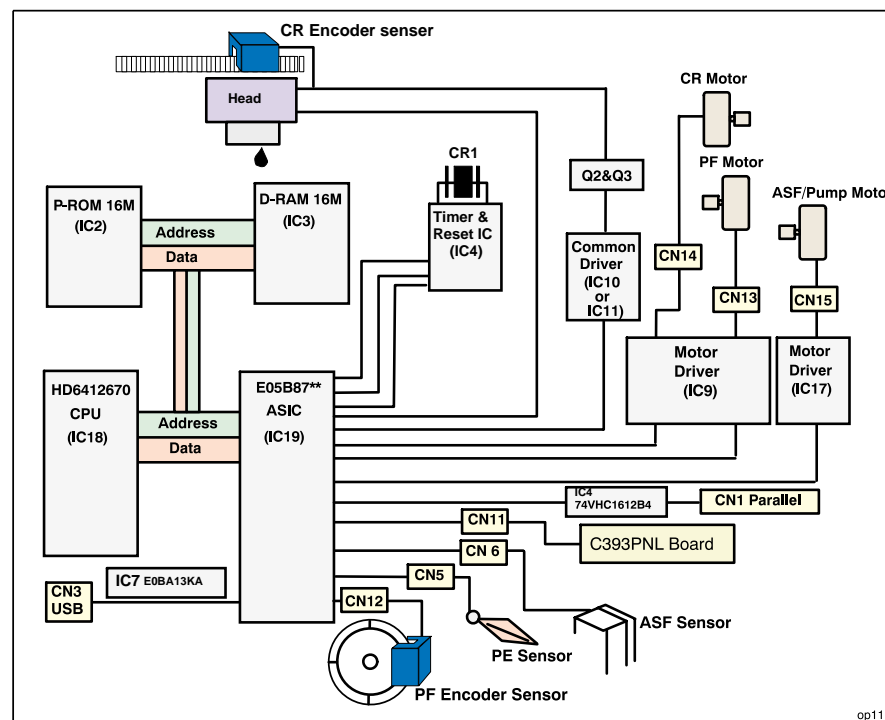 CR Encoder senser
Head
CR Motor
PF Motor
ASF/Pump Moto
CR1
Q2&Q3
P-ROM 16M
(IC2)
D-RAM 16M
(IC3)
Address
Data
Timer &
Reset IC
(IC4)
Common
Driver
(IC10
or
IC11)
CN14
CN13
CN15
Motor
Driver
(IC9)
Motor
Driver
(IC17)
HD6412670
CPU
(IC18)
Address
Data
E05B87**
ASIC
(IC19)
IC4
74VHC1612B4
CN1 Parallel
CN11
C393PNL Board
CN 6
CN5
CN12
IC7 E0BA13KA
CN3
USB
ASF Sensor
PE Sensor
PF Encoder Sensor
op11